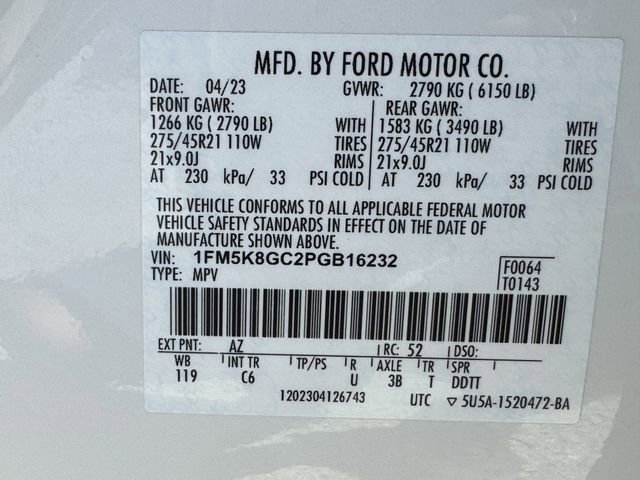 MFD. BY FORD MOTOR CO.
DATE: 04/23 GVWR: 2790 KG ( 6150 LB)
FRONT GAWR: REAR GAWR:
1266 KG ( 2790 LB) WITH 1583 KG ( 3490 LB) WITH
275/45R21 110W TIRES 275/45R21 110W TIRES
21x9.0J RIMS 21x9.0J RIMS
AT 230 kPa/ 33 PSI COLD AT 230 kPa/ 33 PSI COLD
THIS VEHICLE CONFORMS TO ALL APPLICABLE FEDERAL MOTOR
VEHICLE SAFETY STANDARDS IN EFFECT ON THE DATE OF
MANUFACTURE SHOWN ABOVE.
VIN: 1FM5K8GC2PGB16232 F0064
TYPE: MPV T0143
EXT PNT: AZ RC: 52 DSO:
WB INT TR TP/PS R AXLE TR SPR
119 C6 U 3B T DDTT
1202304126743 UTC ▽ 5U5A-1520472-BA